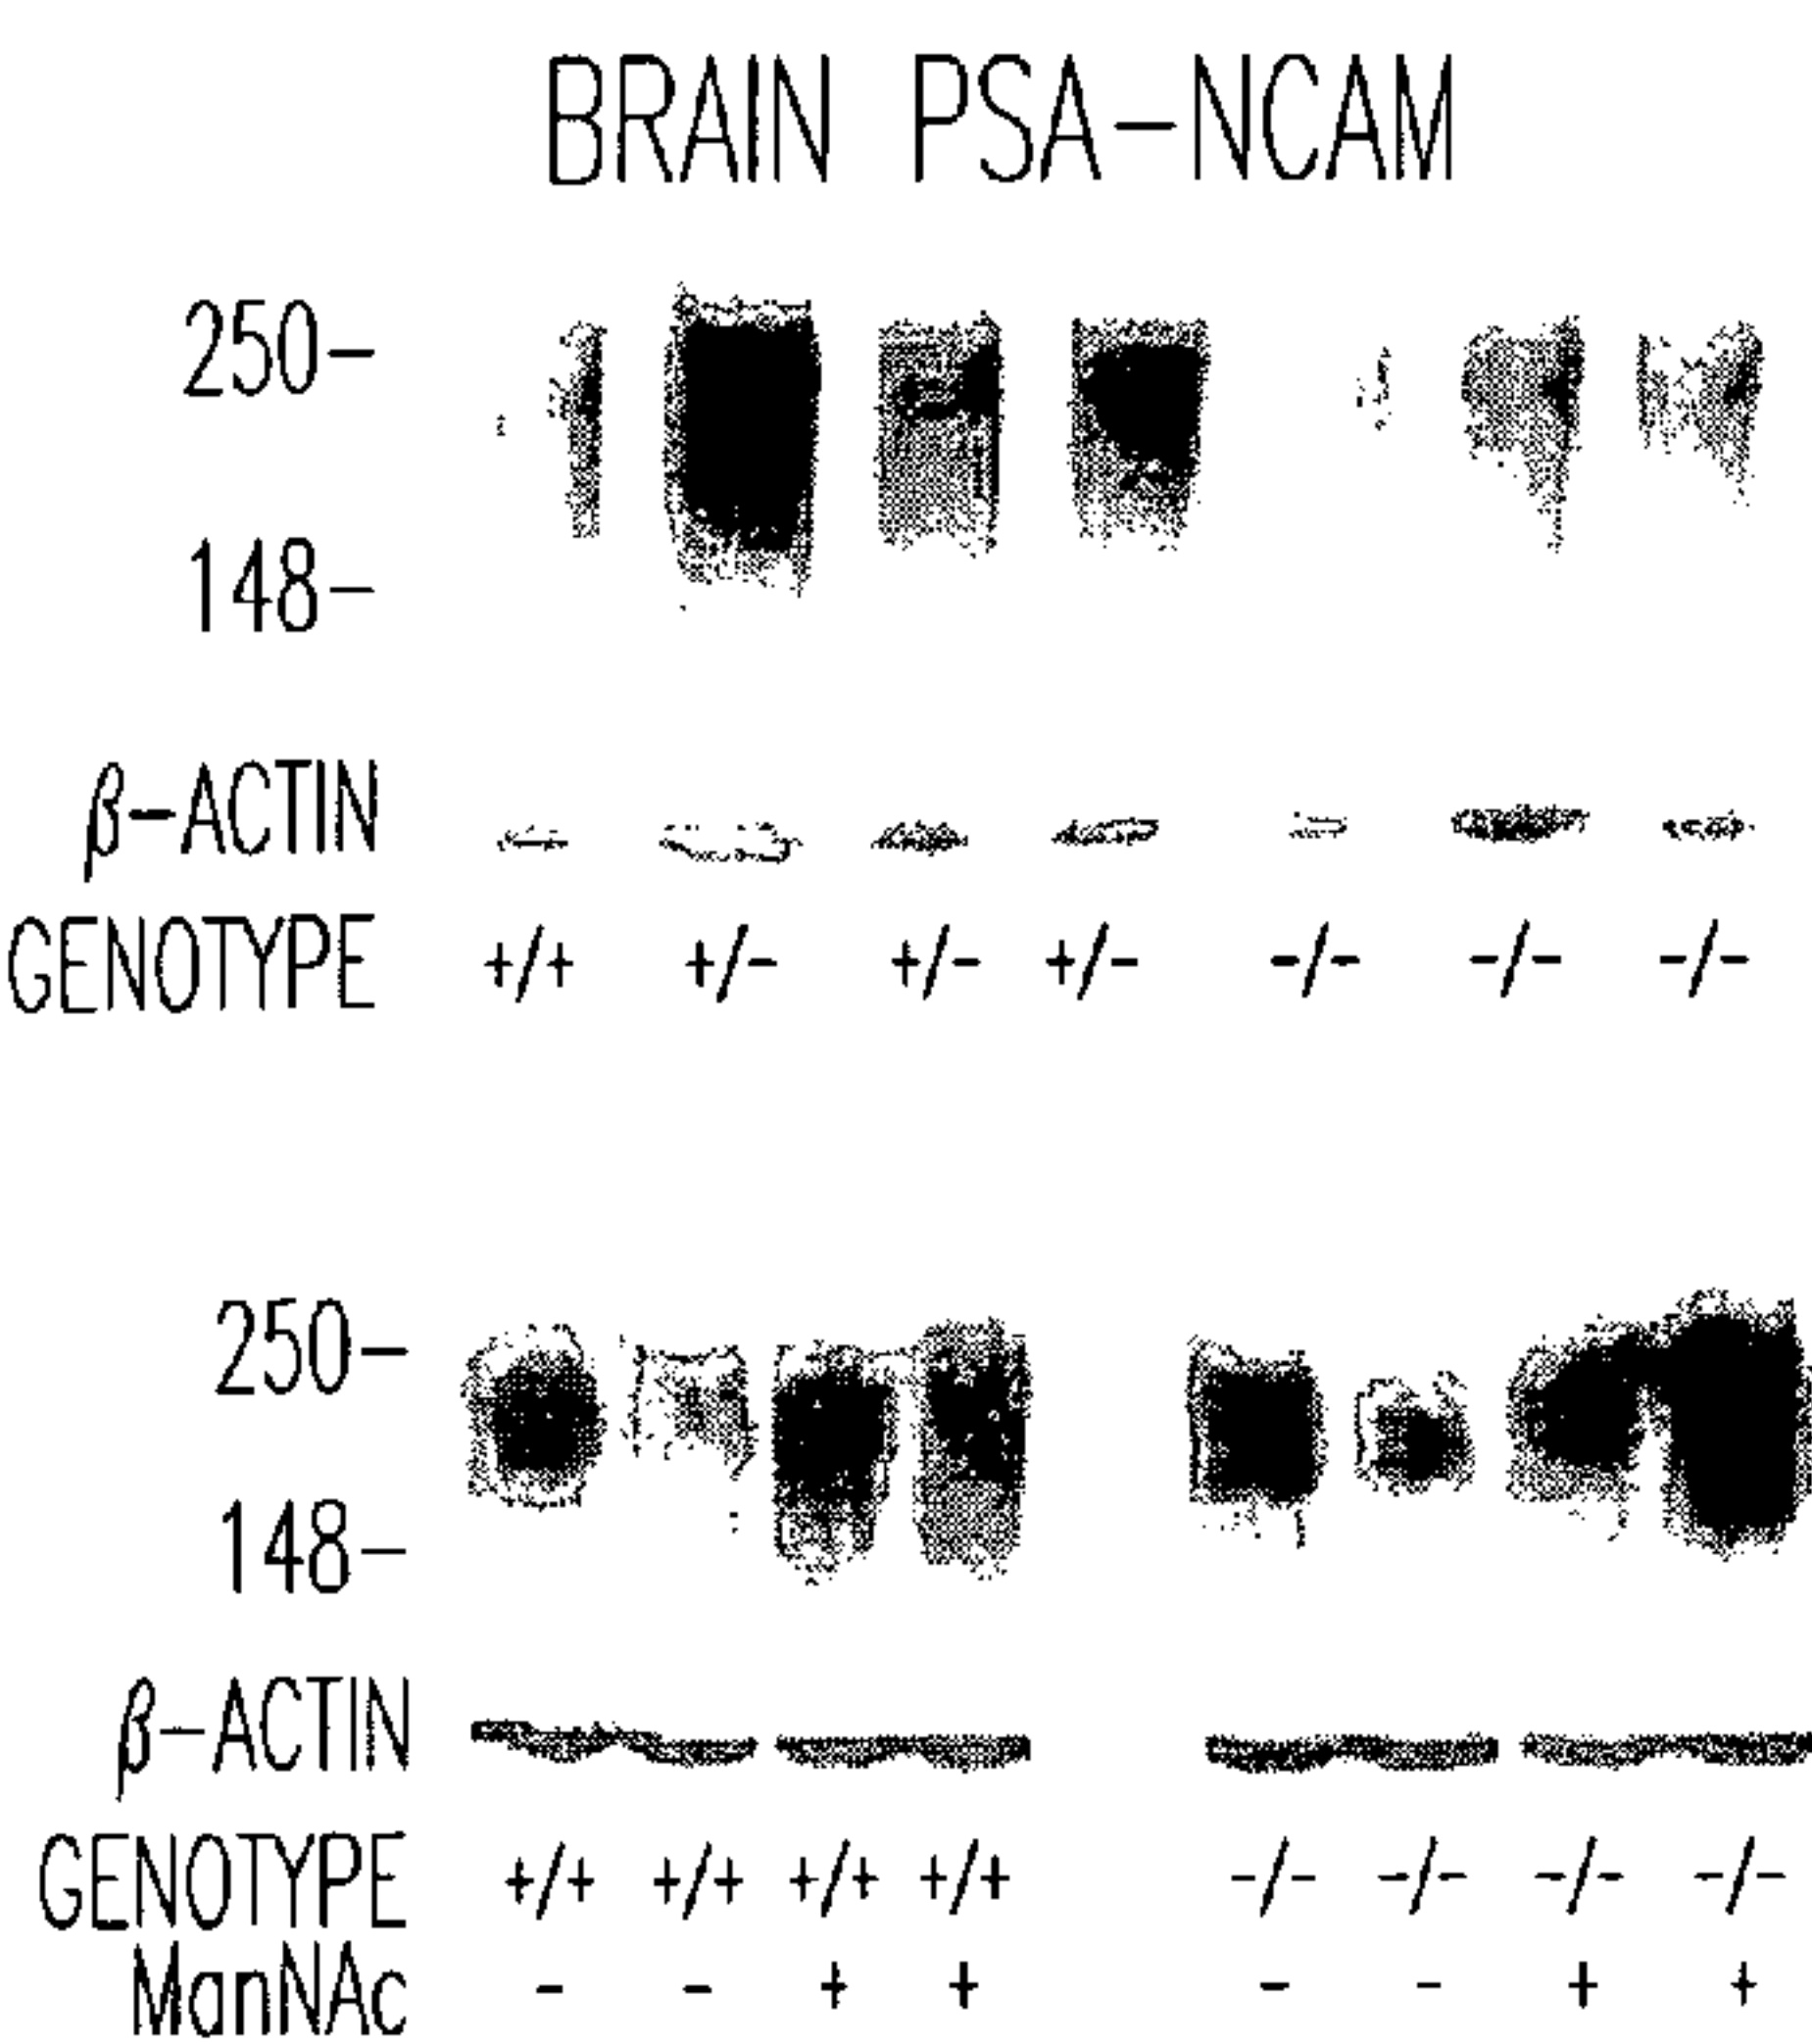 BRAIN PSA-NCAM
250-
148-
β-ACTIN
GENOTYPE +/+ +/- +/- +/- -/- -/- -/-
250-
148-
β-ACTIN
GENOTYPE +/+ +/+ +/+ +/+ -/- -/- -/- -/-
ManNAc - - + + - - + +